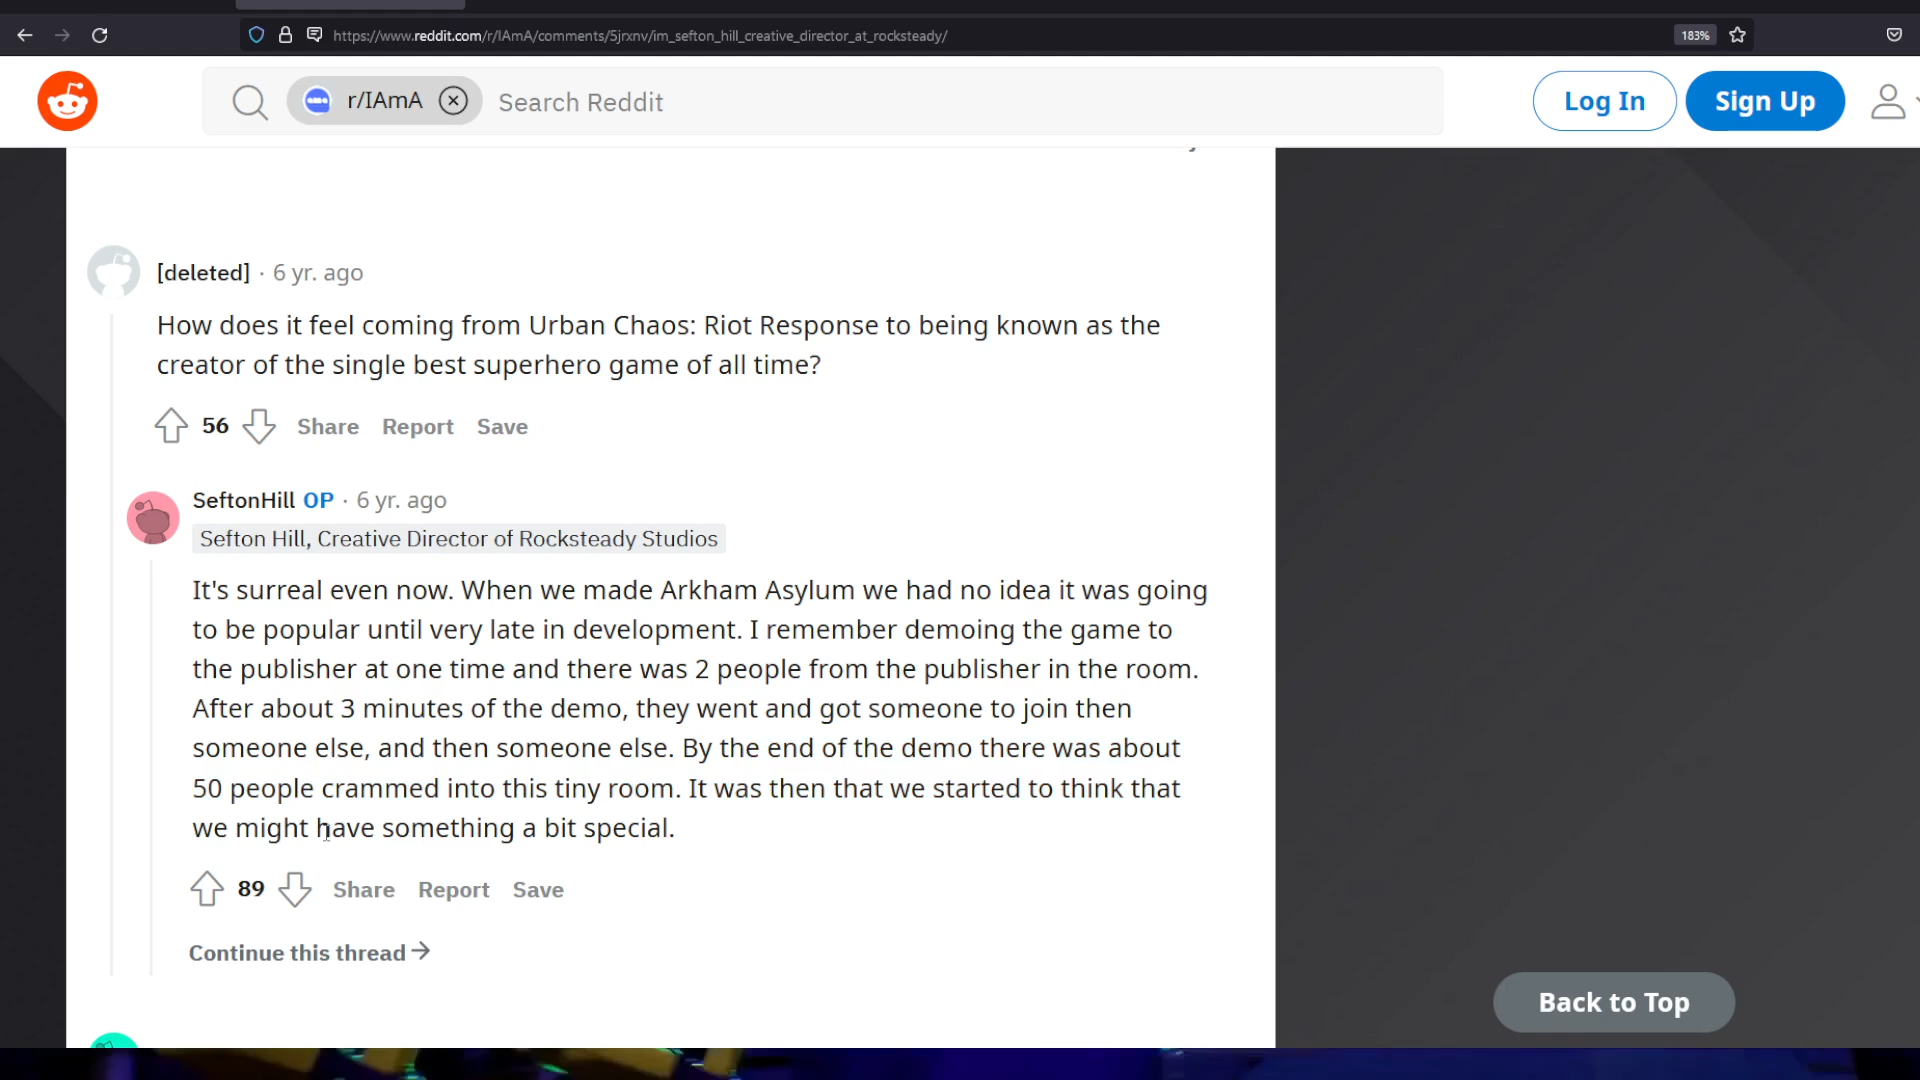 https://www.reddit.com/r/IAmA/comments/5jrxnv/im_sefton_hill_creative_director_at_rocksteady/
183%
r/IAmA
Search Reddit
Log In
Sign Up
[deleted] · 6 yr. ago
How does it feel coming from Urban Chaos: Riot Response to being known as the
creator of the single best superhero game of all time?
56 Share Report Save
SeftonHill OP · 6 yr. ago
Sefton Hill, Creative Director of Rocksteady Studios
It's surreal even now. When we made Arkham Asylum we had no idea it was going
to be popular until very late in development. I remember demoing the game to
the publisher at one time and there was 2 people from the publisher in the room.
After about 3 minutes of the demo, they went and got someone to join then
someone else, and then someone else. By the end of the demo there was about
50 people crammed into this tiny room. It was then that we started to think that
we might have something a bit special.
89 Share Report Save
Continue this thread →
Back to Top